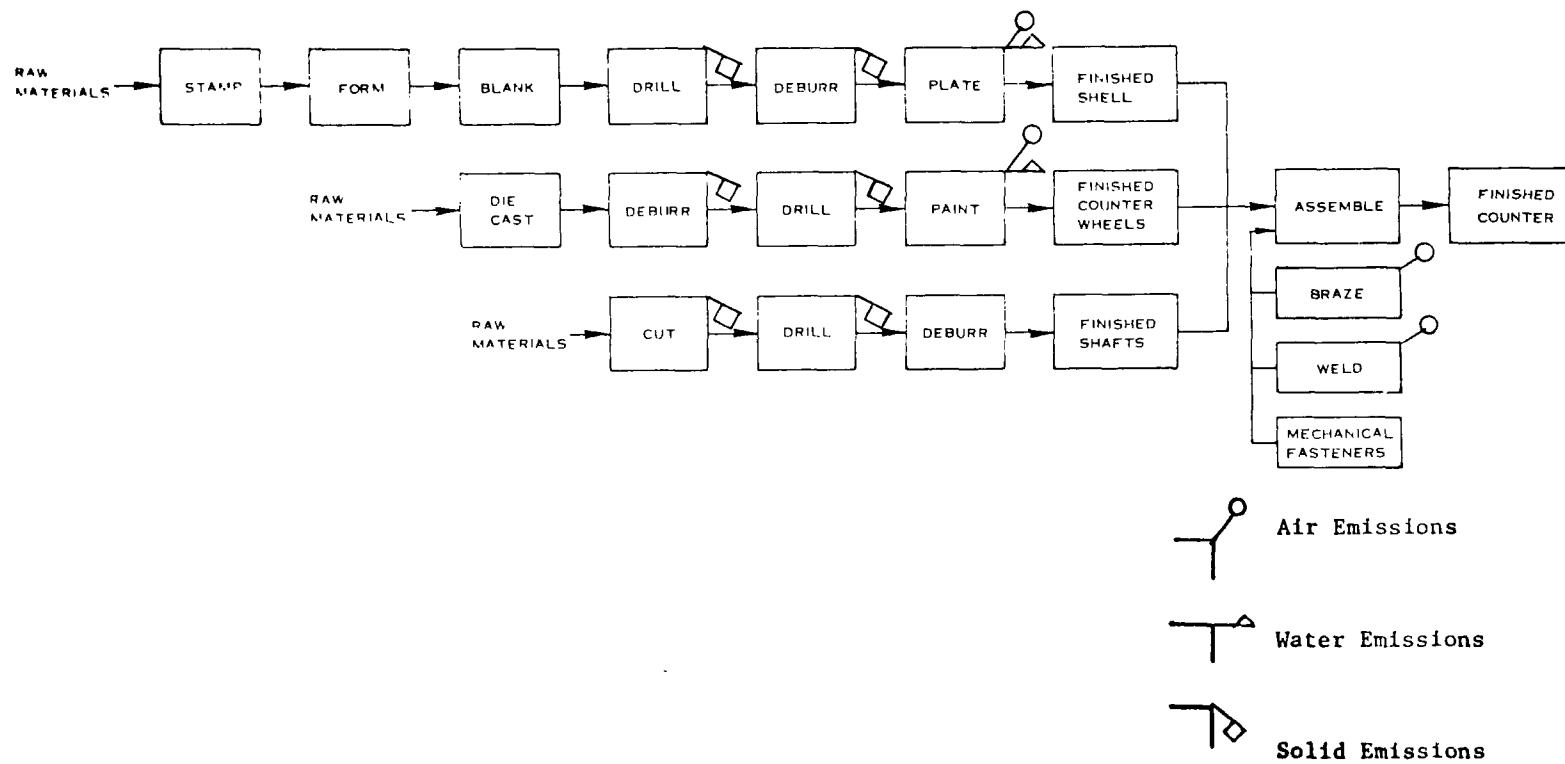 RAW
MATERIALS
STAMP
FORM
BLANK
DRILL
DEBURR
PLATE
FINISHED
SHELL
RAW
MATERIALS
DIE
CAST
DEBURR
DRILL
PAINT
FINISHED
COUNTER
WHEELS
ASSEMBLE
FINISHED
COUNTER
RAW
MATERIALS
CUT
DRILL
DEBURR
FINISHED
SHAFTS
BRAZE
WELD
MECHANICAL
FASTENERS
Air Emissions
Water Emissions
Solid Emissions